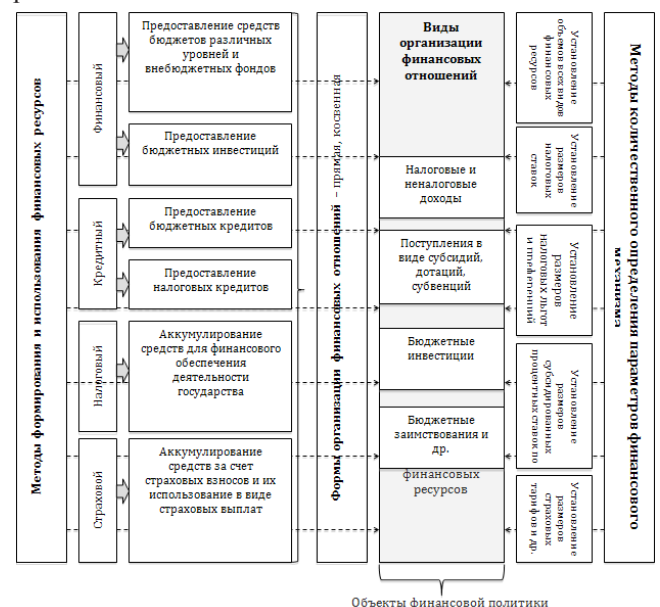 Методы формирования и использования финансовых ресурсов
Финансовый
Предоставление средств
бюджетов различных
уровней и
внебюджетных фондов
Предоставление
бюджетных инвестиций
Кредитный
Предоставление
бюджетных кредитов
Предоставление
налоговых кредитов
Налоговый
Аккумулирование
средств для финансового
обеспечения
деятельности
государства
Страховой
Аккумулирование
средств за счет
страховых взносов и их
использование в виде
страховых выплат
Формы организации финансовых отношений – прямая, косвенная
Виды
организации
финансовых
отношений
Налоговые и
неналоговые
доходы
Поступления в
виде субсидий,
дотаций,
субвенций
Бюджетные
инвестиции
Бюджетные
заимствования и
др.
финансовых
ресурсов
Установление
объемов всех видов
финансовых
ресурсов
Установление
размеров
налоговых
ставок
Установление
размеров
налоговых льгот
и преференций
Установление
размеров
субсидированных
процентных ставок по
Установление
размеров
страховых
тарифов и др.
Методы количественного определения параметров финансового
механизма
Объекты финансовой политики